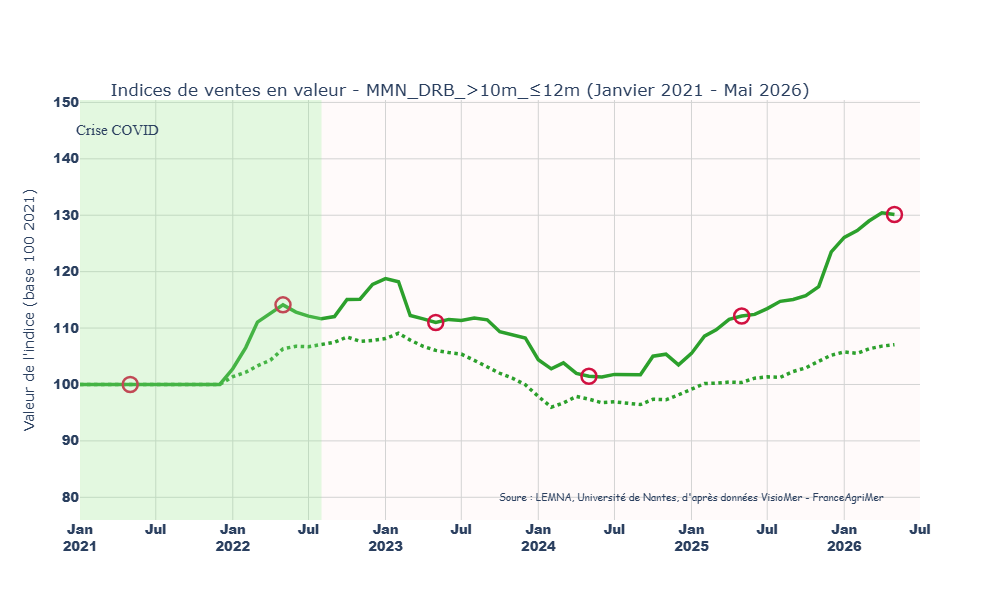 Indices de ventes en valeur - MMN_DRB_>10m_≤12m (Janvier 2021 - Mai 2026)
Crise COVID
Valeur de l'indice (base 100 2021)
150
140
130
120
110
100
90
80
Soure : LEMNA, Université de Nantes, d'après données VisioMer - FranceAgriMer
Jan Jul Jan Jul Jan Jul Jan Jul Jan Jul Jan Jul
2021 2022 2023 2024 2025 2026